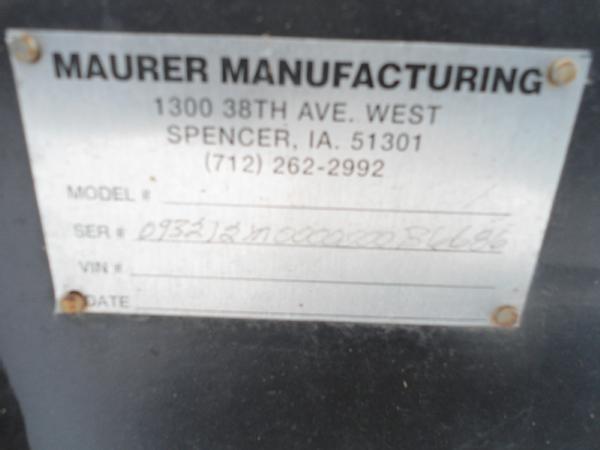 MAURER MANUFACTURING
1300 38TH AVE. WEST
SPENCER, IA. 51301
(712) 262-2992
MODEL #
SER #
VIN #
DATE